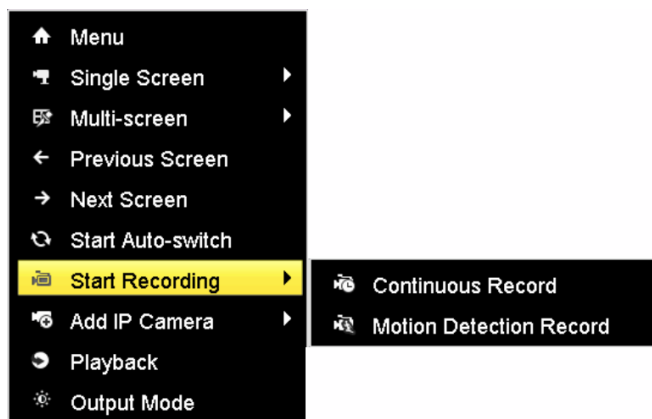 Menu
Single Screen
Multi-screen
Previous Screen
Next Screen
Start Auto-switch
Start Recording
Continuous Record
Add IP Camera
Motion Detection Record
Playback
Output Mode